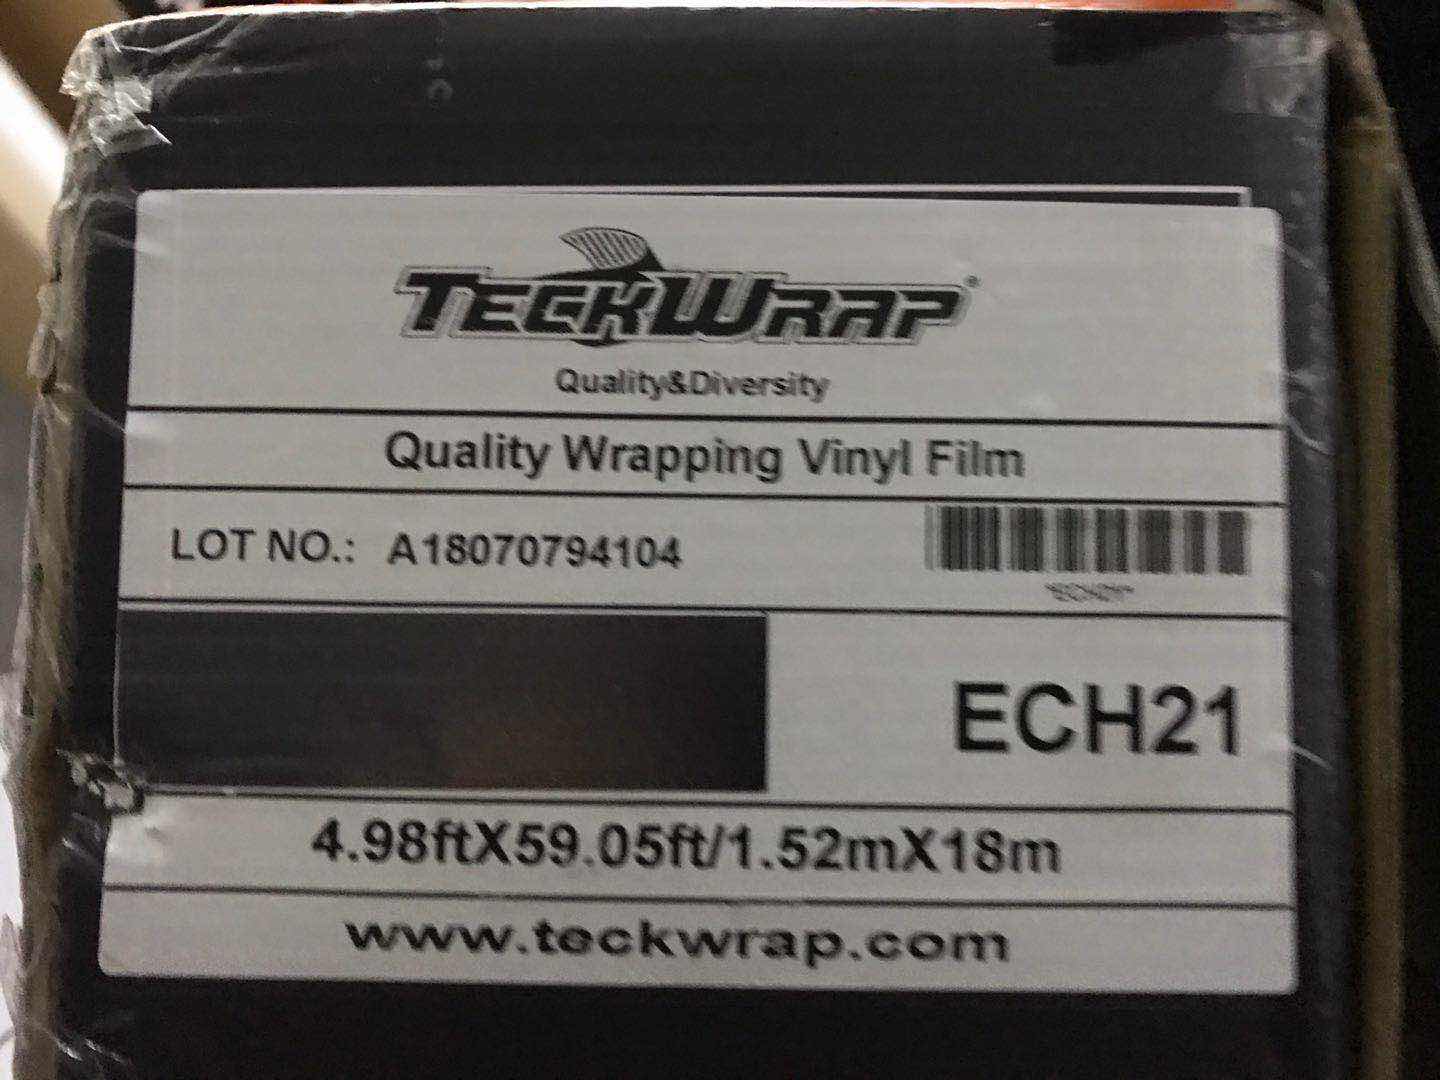 TECKWRAP®
Quality&Diversity
Quality Wrapping Vinyl Film
LOT NO.: A18070794104
ECH21
4.98ftX59.05ft/1.52mX18m
www.teckwrap.com